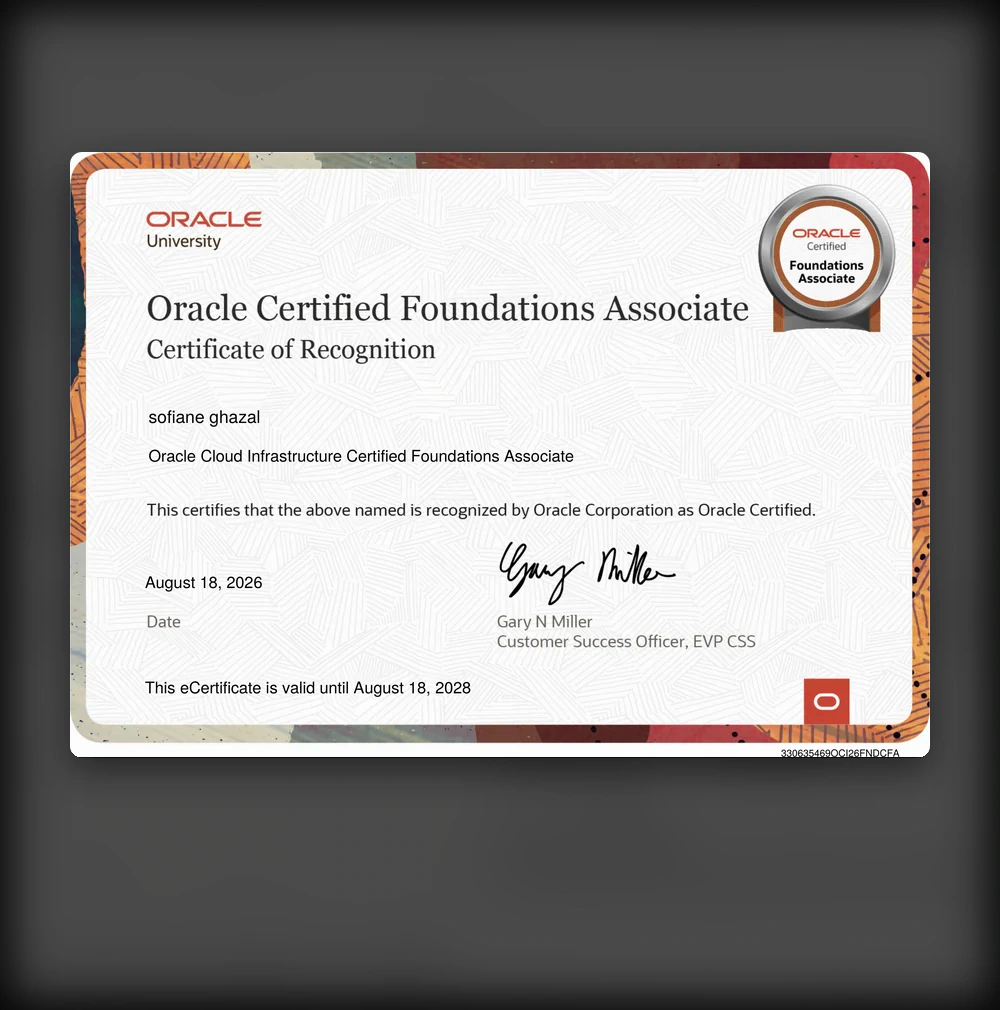 ORACLE
University
ORACLE
Certified
Foundations
Associate
Oracle Certified Foundations Associate
Certificate of Recognition
sofiane ghazal
Oracle Cloud Infrastructure Certified Foundations Associate
This certifies that the above named is recognized by Oracle Corporation as Oracle Certified.
Gary Miller
August 18, 2026
Date
Gary N Miller
Customer Success Officer, EVP CSS
This eCertificate is valid until August 18, 2028
330635469OCI26FNDCFA